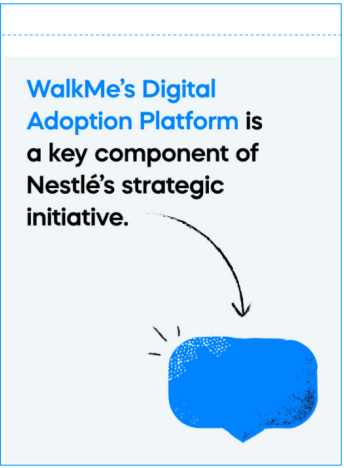 WalkMe’s Digital
Adoption Platform is
a key component of
Nestlé’s strategic
initiative.